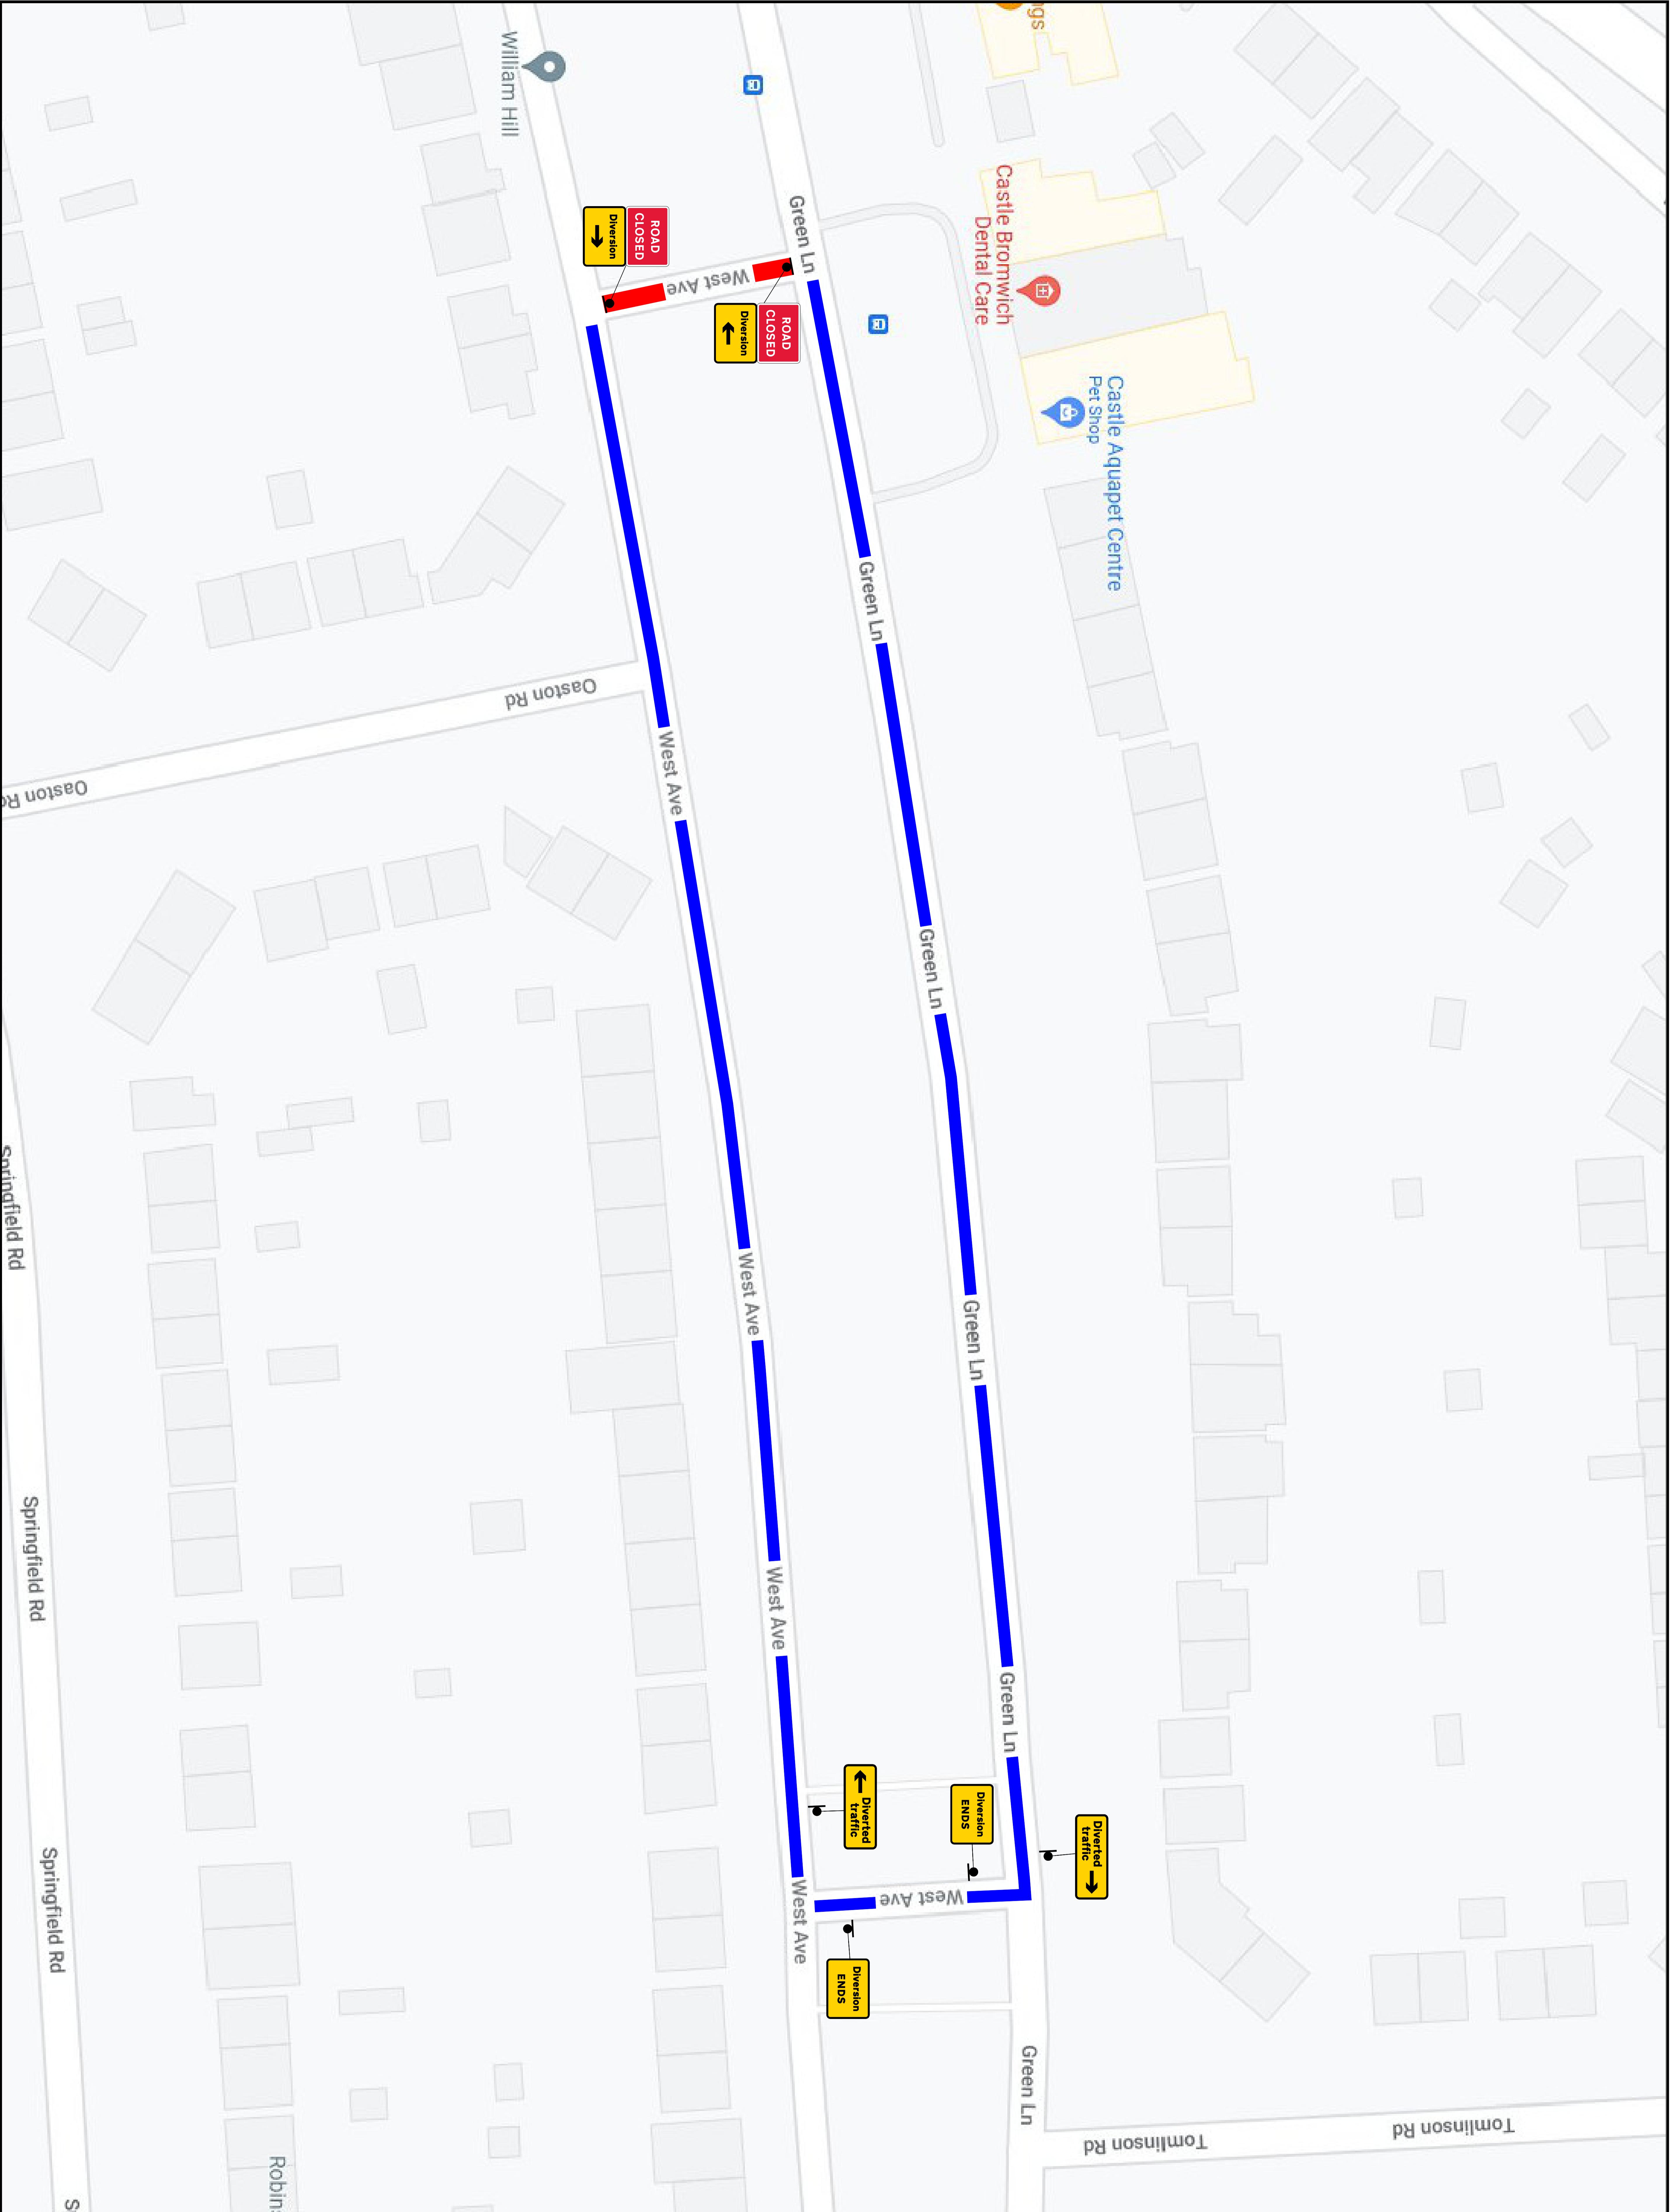 William Hill
gs
Castle Bromwich
Dental Care
Castle Aquapet Centre
Pet Shop
Green Ln
Green Ln
Green Ln
Green Ln
Green Ln
Green Ln
ROAD
CLOSED
Diversion
ROAD
CLOSED
Diversion
West Ave
West Ave
West Ave
West Ave
West Ave
West Ave
Oaston Rd
Oaston Rd
Diverted
traffic
Diversion
ENDS
Diverted
traffic
Diversion
ENDS
Tomlinson Rd
Tomlinson Rd
Springfield Rd
Springfield Rd
Springfield Rd
S
Robins